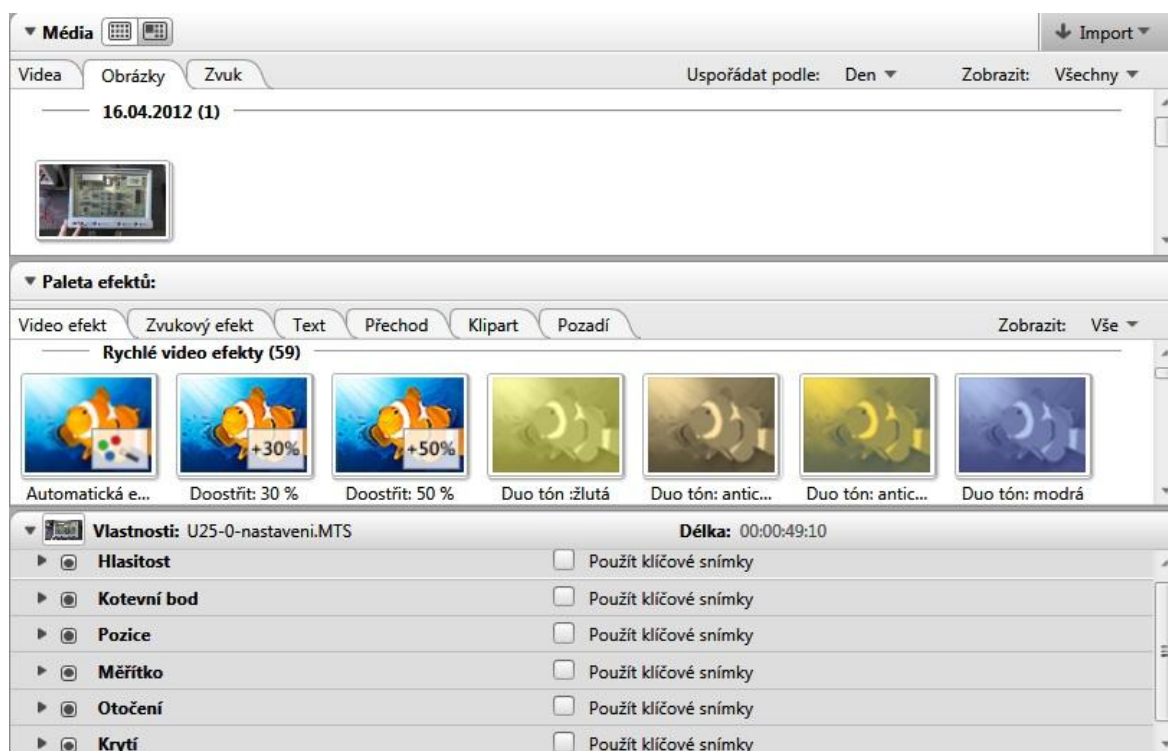 Média Import
Videa Obrázky Zvuk Uspořádat podle: Den Zobrazit: Všechny
16.04.2012 (1)
Paleta efektů:
Video efekt Zvukový efekt Text Přechod Klipart Pozadí Zobrazit: Vše
Rychlé video efekty (59)
+30% +50%
Automatická e... Doostřit: 30 % Doostřit: 50 % Duo tón :žlutá Duo tón: antic... Duo tón: antic... Duo tón: modrá
Vlastnosti: U25-0-nastaveni.MTS Délka: 00:00:49:10
Hlasitost Použít klíčové snímky
Kotevní bod Použít klíčové snímky
Pozice Použít klíčové snímky
Měřítko Použít klíčové snímky
Otočení Použít klíčové snímky
Krytí Použít klíčové snímky